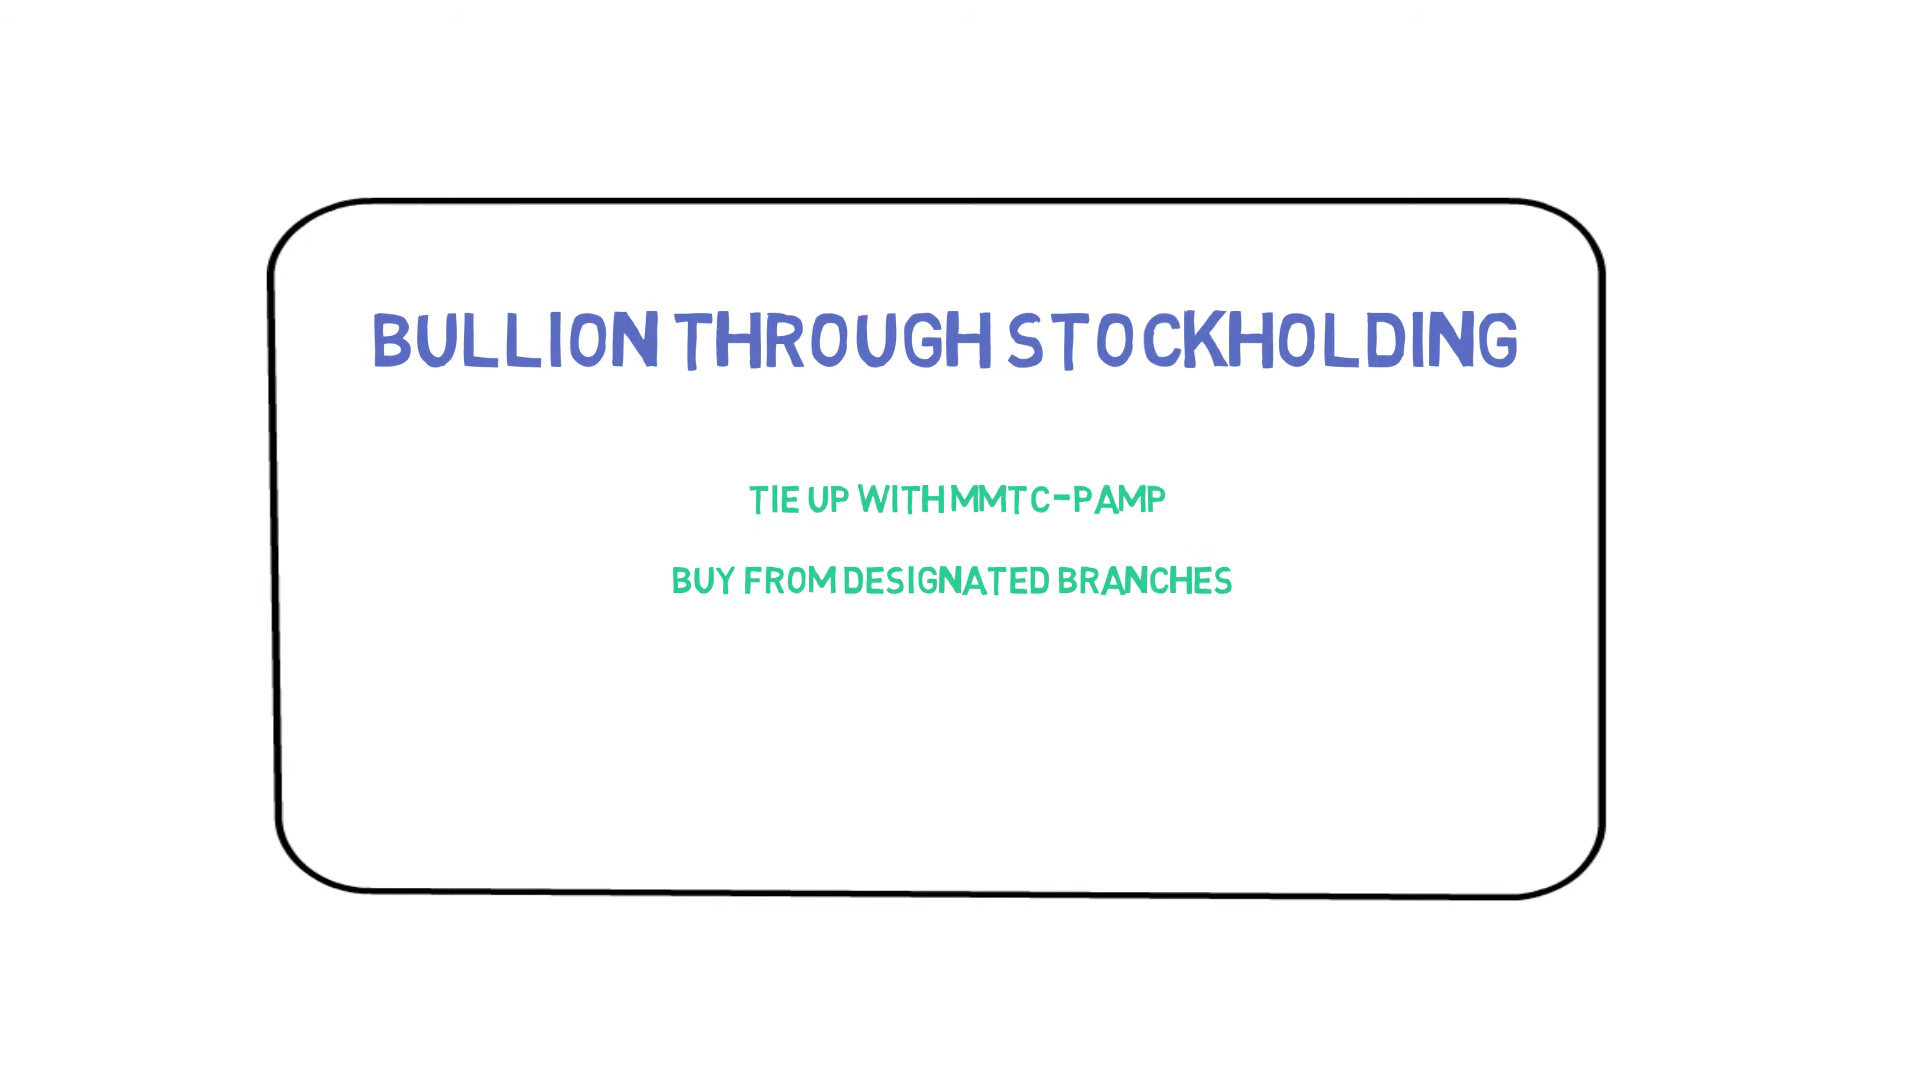 BULLION THROUGH STOCKHOLDING
TIE UP WITH MMTC-PAMP
BUY FROM DESIGNATED BRANCHES